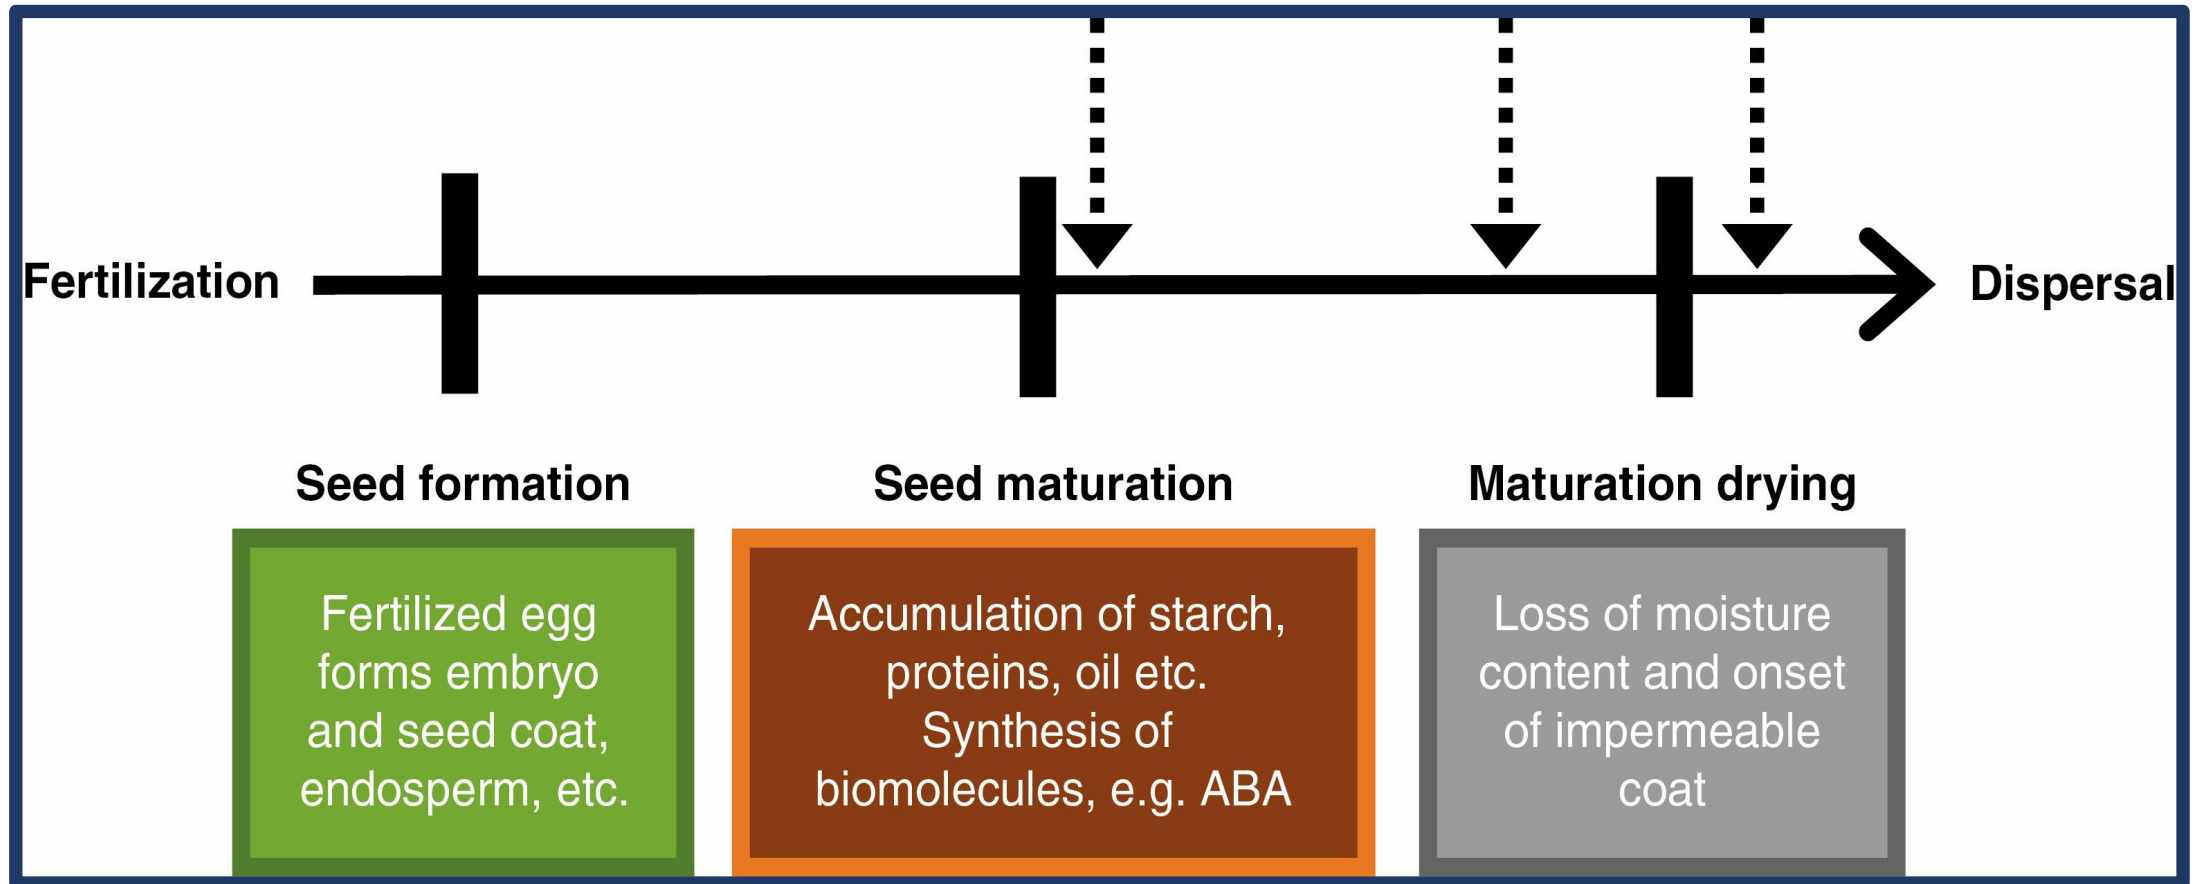 Fertilization
Dispersal
Seed formation
Seed maturation
Maturation drying
Fertilized egg
forms embryo
and seed coat,
endosperm, etc.
Accumulation of starch,
proteins, oil etc.
Synthesis of
biomolecules, e.g. ABA
Loss of moisture
content and onset
of impermeable
coat